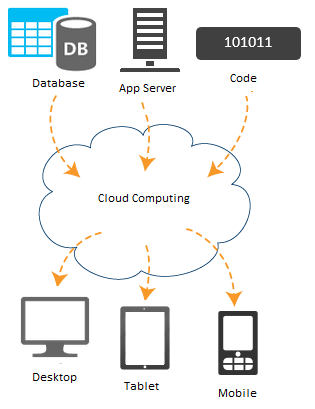 DB
101011
Database
App Server
Code
Cloud Computing
Desktop
Tablet
Mobile